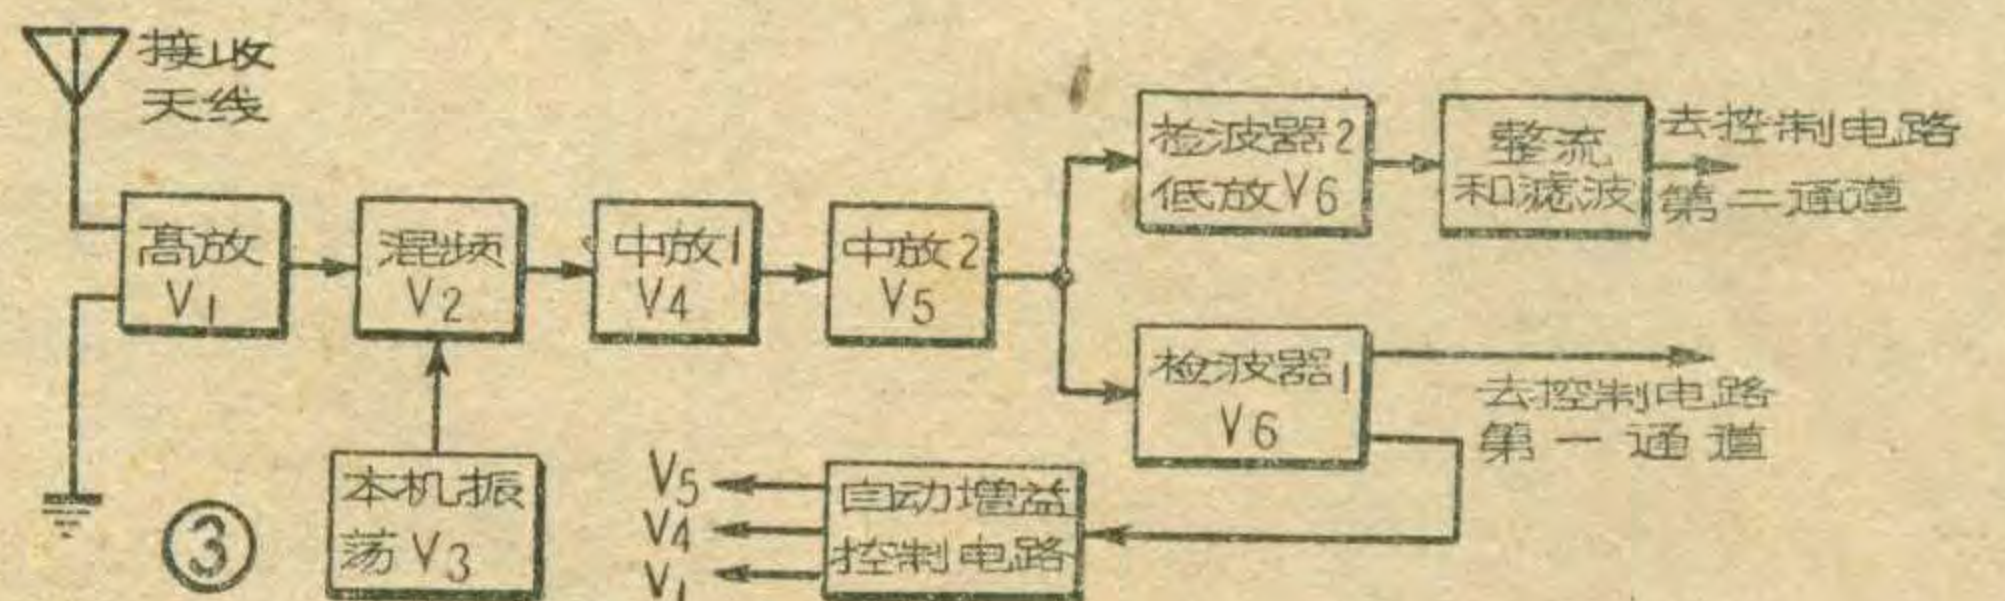 接收
天线
高放
V1
混频
V2
中放1
V4
中放2
V5
检波器2
低放V6
整流
和滤波
去控制电路
第二通道
检波器1
V6
去控制电路
第一通道
本机振
荡V3
自动增益
控制电路
V5
V4
V1
③